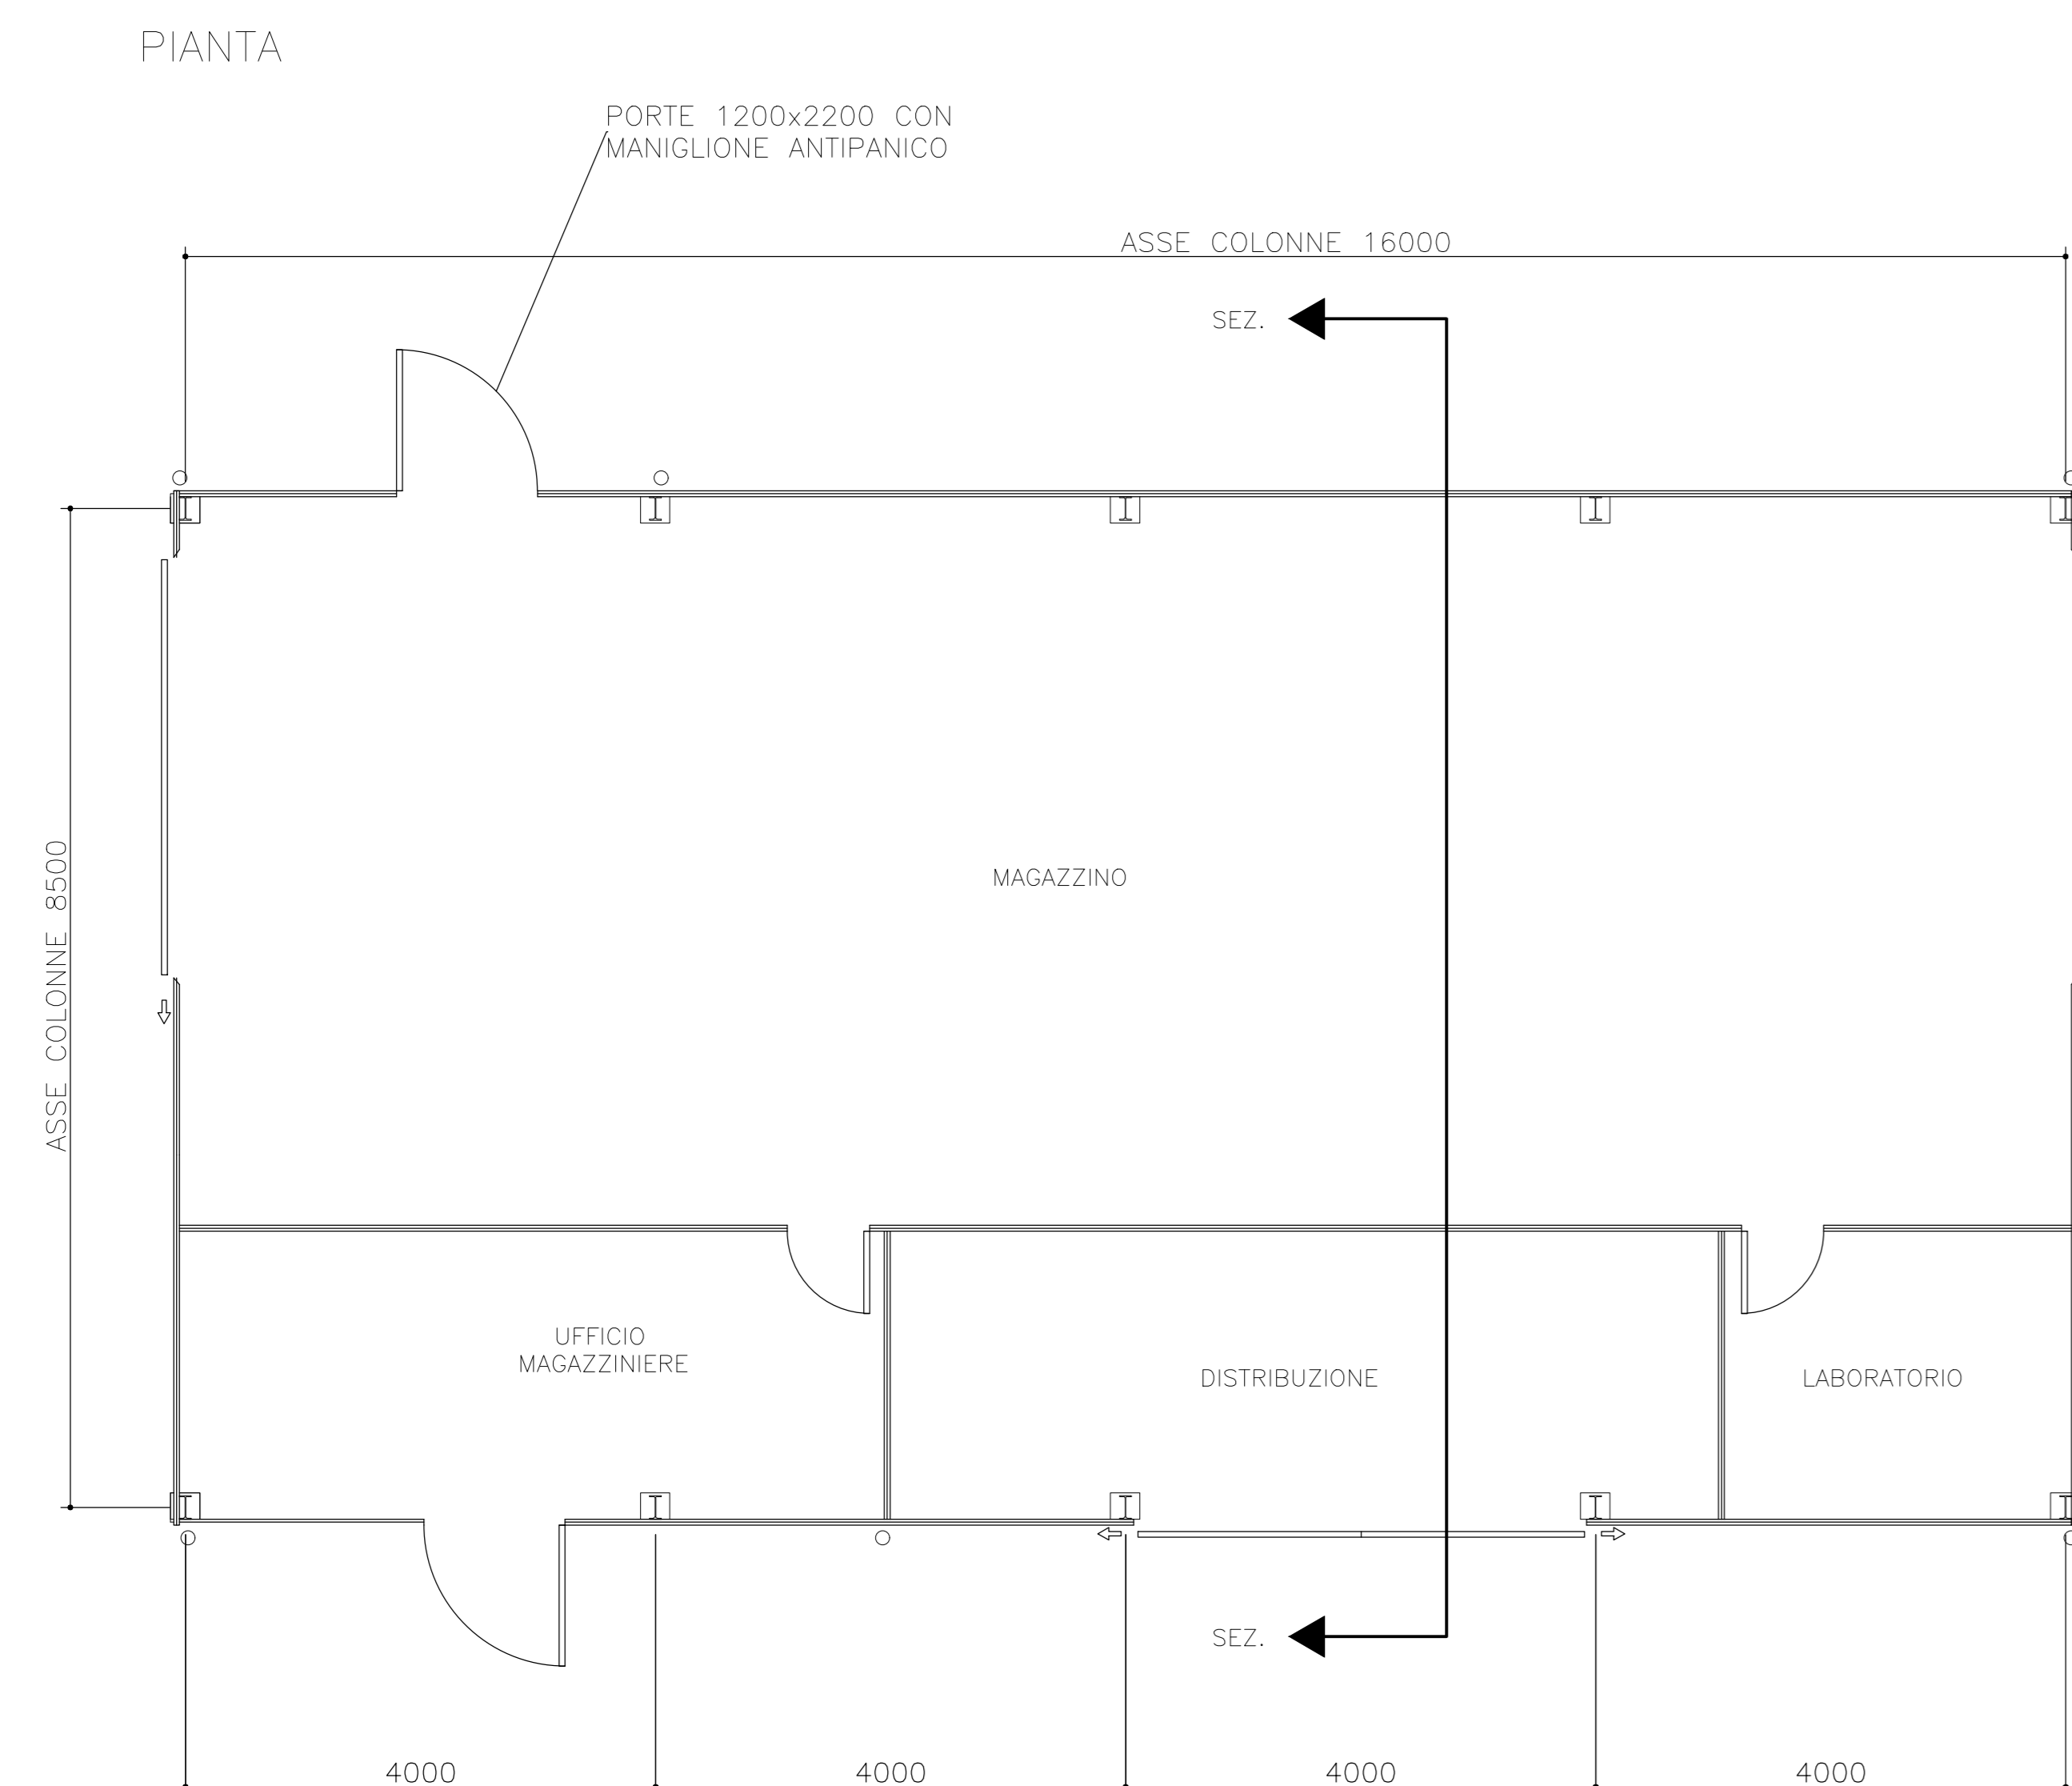 PIANTA
PORTE 1200x2200 CON
MANIGLIONE ANTIPANICO
ASSE COLONNE 16000
SEZ.
ASSE COLONNE 8500
MAGAZZINO
UFFICIO
MAGAZZINIERE
DISTRIBUZIONE
LABORATORIO
SEZ.
4000
4000
4000
4000